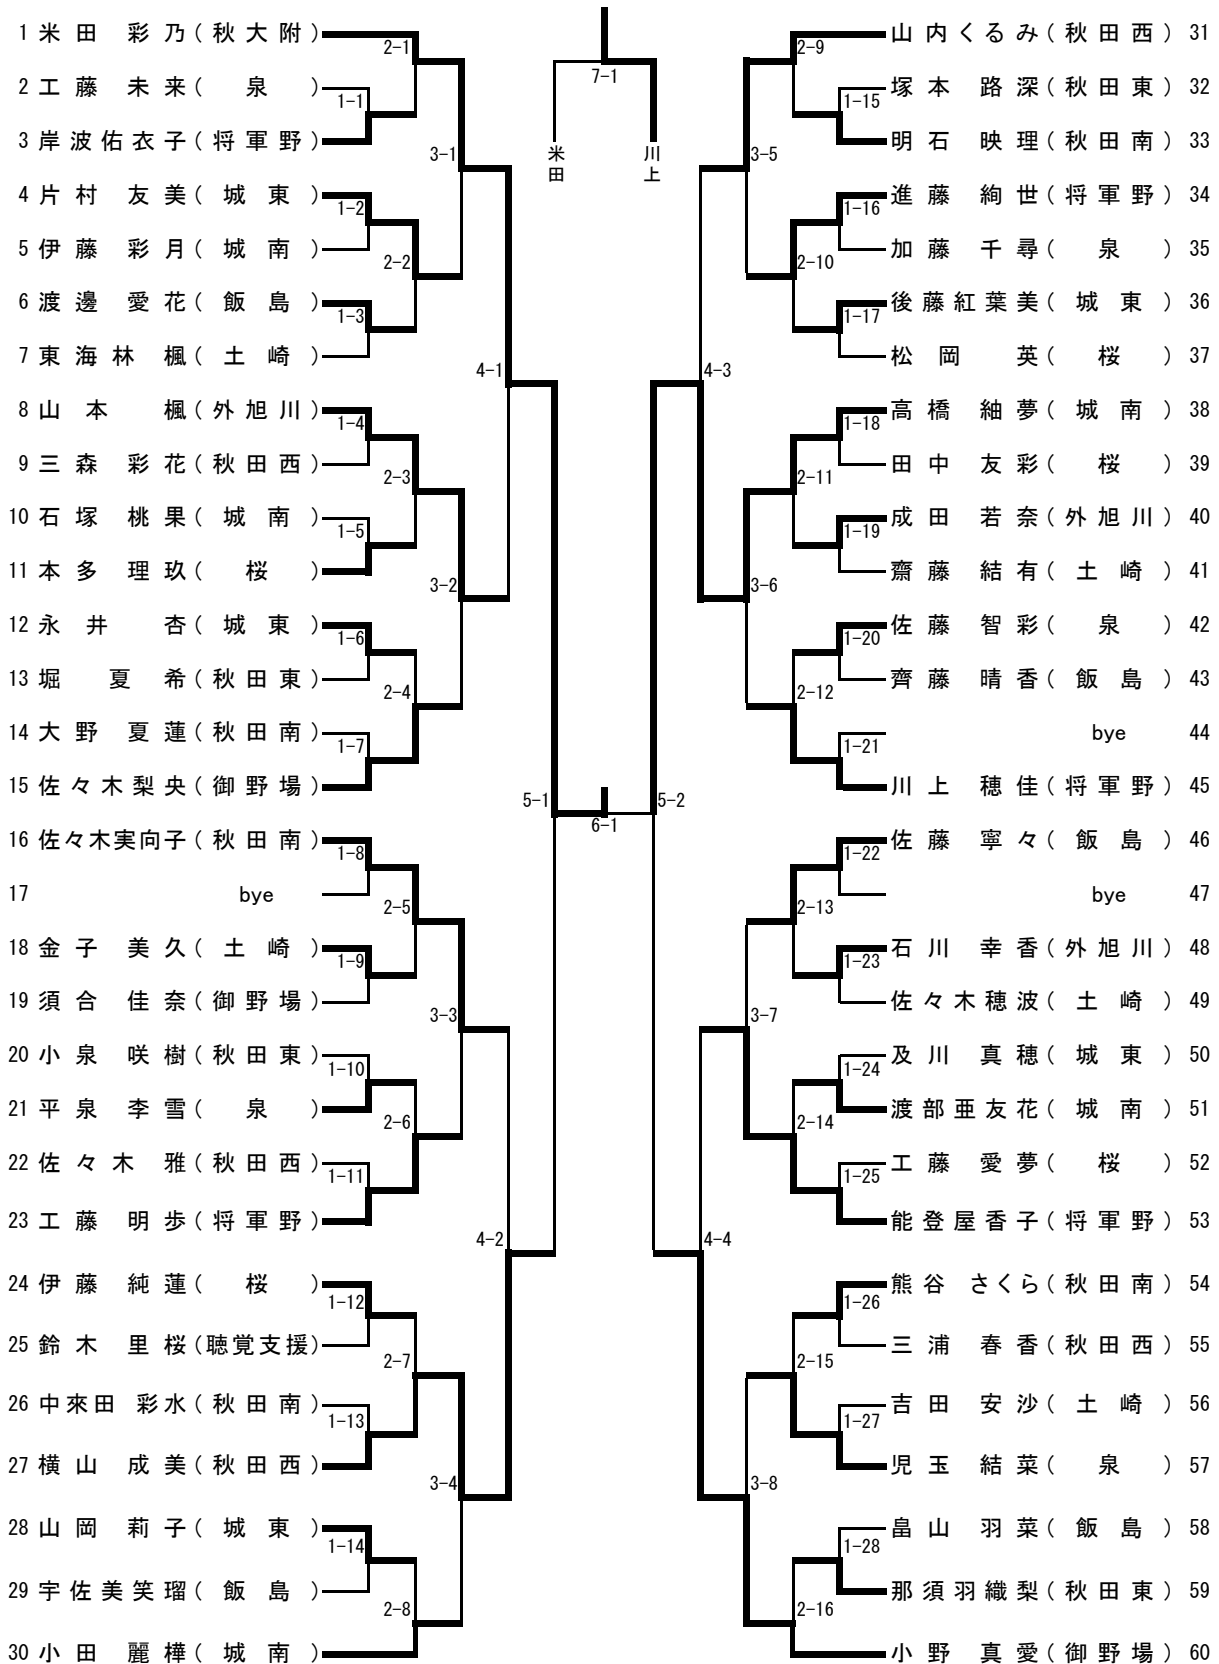 1 米田 彩乃(秋大附)
2 工藤 未来(泉)
3 岸波佑衣子(将軍野)
4 片村 友美(城東)
5 伊藤 彩月(城南)
6 渡邊 愛花(飯島)
7 東海林 楓(土崎)
8 山本 楓(外旭川)
9 三森 彩花(秋田西)
10 石塚 桃果(城南)
11 本多 理玖(桜)
12 永井 杏(城東)
13 堀 夏希(秋田東)
14 大野 夏蓮(秋田南)
15 佐々木梨央(御野場)
16 佐々木実向子(秋田南)
17 bye
18 金子 美久(土崎)
19 須合 佳奈(御野場)
20 小泉 咲樹(秋田東)
21 平泉 李雪(泉)
22 佐々木 雅(秋田西)
23 工藤 明歩(将軍野)
24 伊藤 純蓮(桜)
25 鈴木 里桜(聴覚支援)
26 中來田 彩水(秋田南)
27 横山 成美(秋田西)
28 山岡 莉子(城東)
29 宇佐美笑瑠(飯島)
30 小田 麗樺(城南)
1-1
1-2
1-3
1-4
1-5
1-6
1-7
1-8
1-9
1-10
1-11
1-12
1-13
1-14
2-1
2-2
2-3
2-4
2-5
2-6
2-7
2-8
3-1
3-2
3-3
3-4
4-1
4-2
5-1
7-1
米田
川上
6-1
5-2
4-3
4-4
3-5
3-6
3-7
3-8
2-9
2-10
2-11
2-12
2-13
2-14
2-15
2-16
1-15
1-16
1-17
1-18
1-19
1-20
1-21
1-22
1-23
1-24
1-25
1-26
1-27
1-28
山内くるみ(秋田西) 31
塚本 路深(秋田東) 32
明石 映理(秋田南) 33
進藤 絢世(将軍野) 34
加藤 千尋(泉) 35
後藤紅葉美(城東) 36
松岡 英(桜) 37
高橋 紬夢(城南) 38
田中 友彩(桜) 39
成田 若奈(外旭川) 40
齋藤 結有(土崎) 41
佐藤 智彩(泉) 42
齊藤 晴香(飯島) 43
bye 44
川上 穂佳(将軍野) 45
佐藤 寧々(飯島) 46
bye 47
石川 幸香(外旭川) 48
佐々木穂波(土崎) 49
及川 真穂(城東) 50
渡部亜友花(城南) 51
工藤 愛夢(桜) 52
能登屋香子(将軍野) 53
熊谷 さくら(秋田南) 54
三浦 春香(秋田西) 55
吉田 安沙(土崎) 56
児玉 結菜(泉) 57
畠山 羽菜(飯島) 58
那須羽織梨(秋田東) 59
小野 真愛(御野場) 60